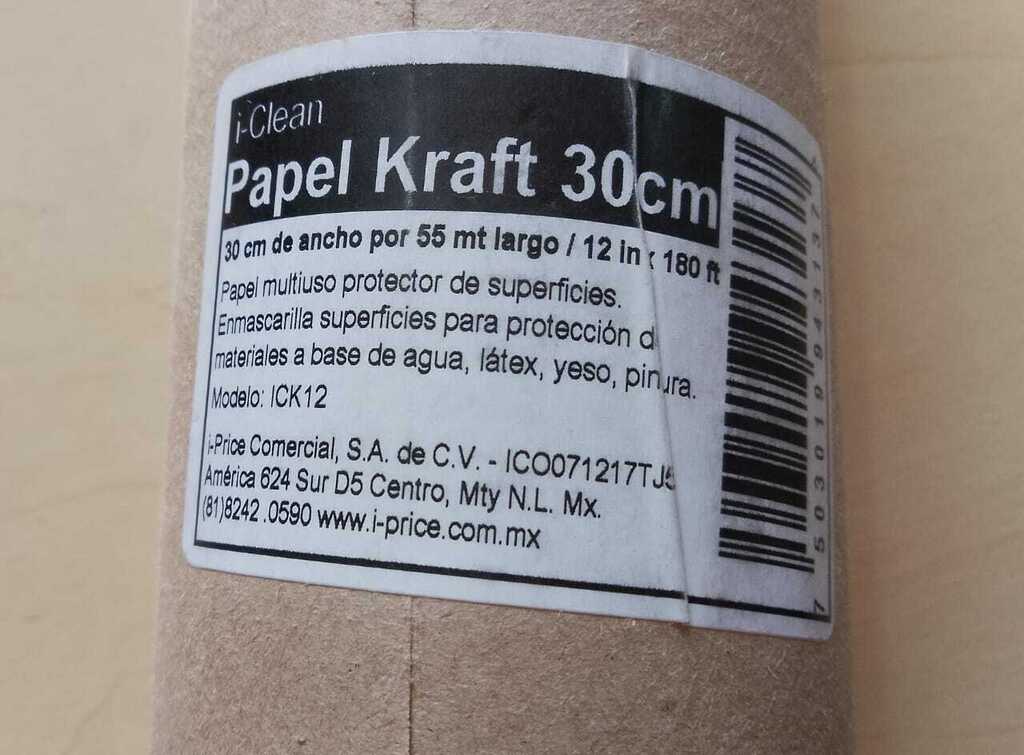 i-Clean
Papel Kraft 30cm
30 cm de ancho por 55 mt largo / 12 in x 180 ft
Papel multiuso protector de superficies.
Enmascarilla superficies para protección d
materiales a base de agua, látex, yeso, pintura.
Modelo: ICK12
i-Price Comercial, S.A. de C.V. - ICO071217TJ5
América 624 Sur D5 Centro, Mty N.L. Mx.
(81)8242.0590 www.i-price.com.mx